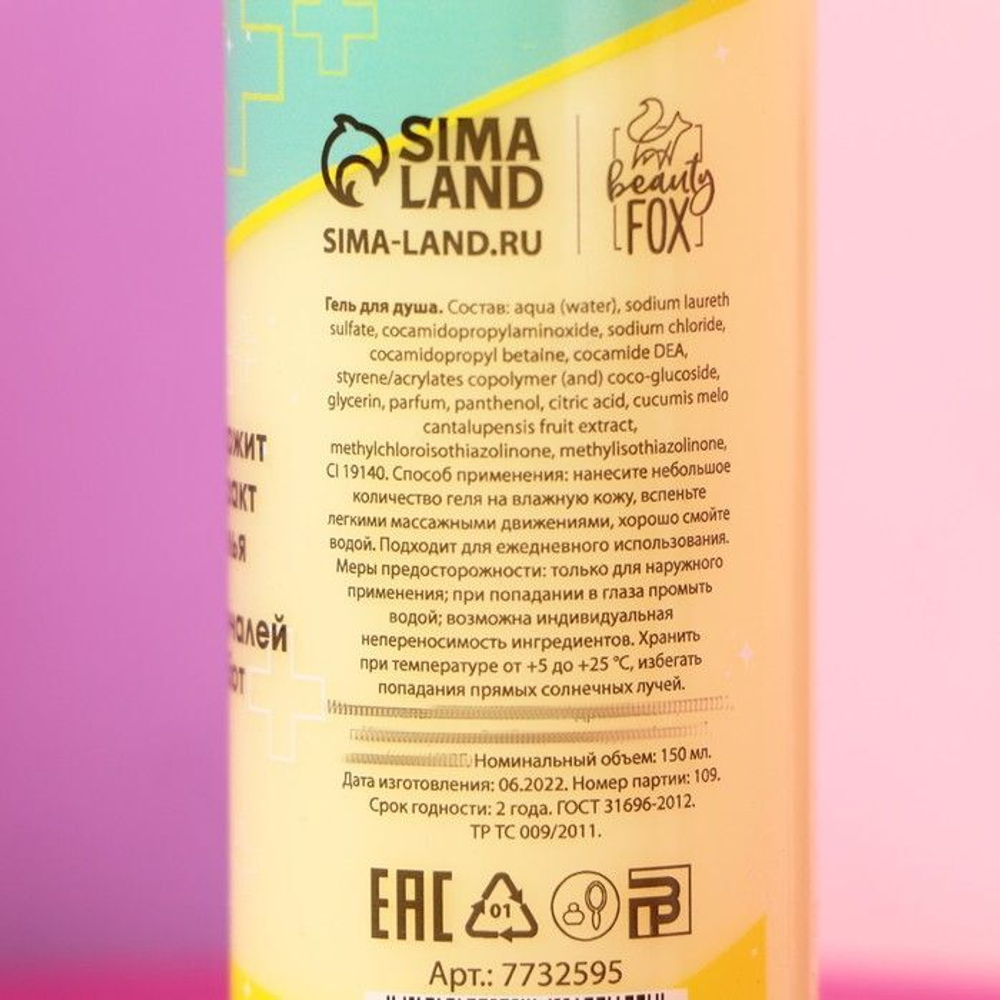 SIMA
LAND
SIMA-LAND.RU
beauty
FOX
Гель для душа. Состав: aqua (water), sodium laureth
sulfate, cocamidopropylaminoxide, sodium chloride,
cocamidopropyl betaine, cocamide DEA,
styrene/acrylates copolymer (and) coco-glucoside,
glycerin, parfum, panthenol, citric acid, cucumis melo
cantalupensis fruit extract,
methylchloroisothiazolinone, methylisothiazolinone,
CI 19140. Способ применения: нанесите небольшое
количество геля на влажную кожу, вспеньте
легкими массажными движениями, хорошо смойте
водой. Подходит для ежедневного использования.
Меры предосторожности: только для наружного
применения; при попадании в глаза промыть
водой; возможна индивидуальная
непереносимость ингредиентов. Хранить
при температуре от +5 до +25 °C, избегать
попадания прямых солнечных лучей.
Номинальный объем: 150 мл.
Дата изготовления: 06.2022. Номер партии: 109.
Срок годности: 2 года. ГОСТ 31696-2012.
ТР ТС 009/2011.
EAC
01
Арт.: 7732595